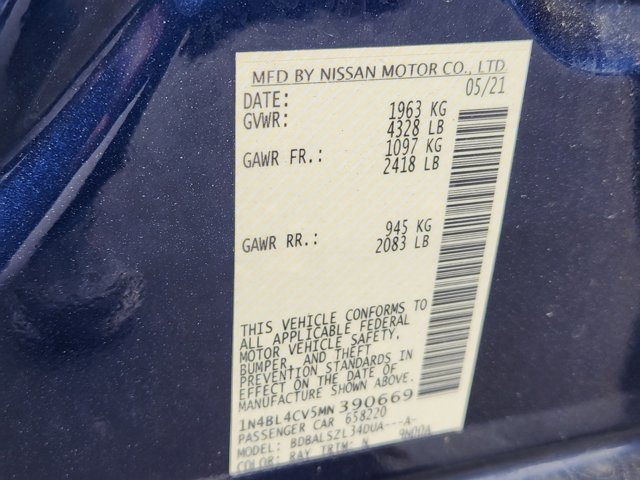 MFD BY NISSAN MOTOR CO., LTD.
DATE: 05/21
GVWR: 1963 KG
4328 LB
GAWR FR.: 1097 KG
2418 LB
GAWR RR.: 945 KG
2083 LB
THIS VEHICLE CONFORMS TO
ALL APPLICABLE FEDERAL
MOTOR VEHICLE SAFETY,
BUMPER, AND THEFT
PREVENTION STANDARDS IN
EFFECT ON THE DATE OF
MANUFACTURE SHOWN ABOVE.
1N4BL4CV5MN390669
PASSENGER CAR 658220
MODEL: BDBALSZL34DUA---A-
COLOR: RAY TRIM: N 9N00A